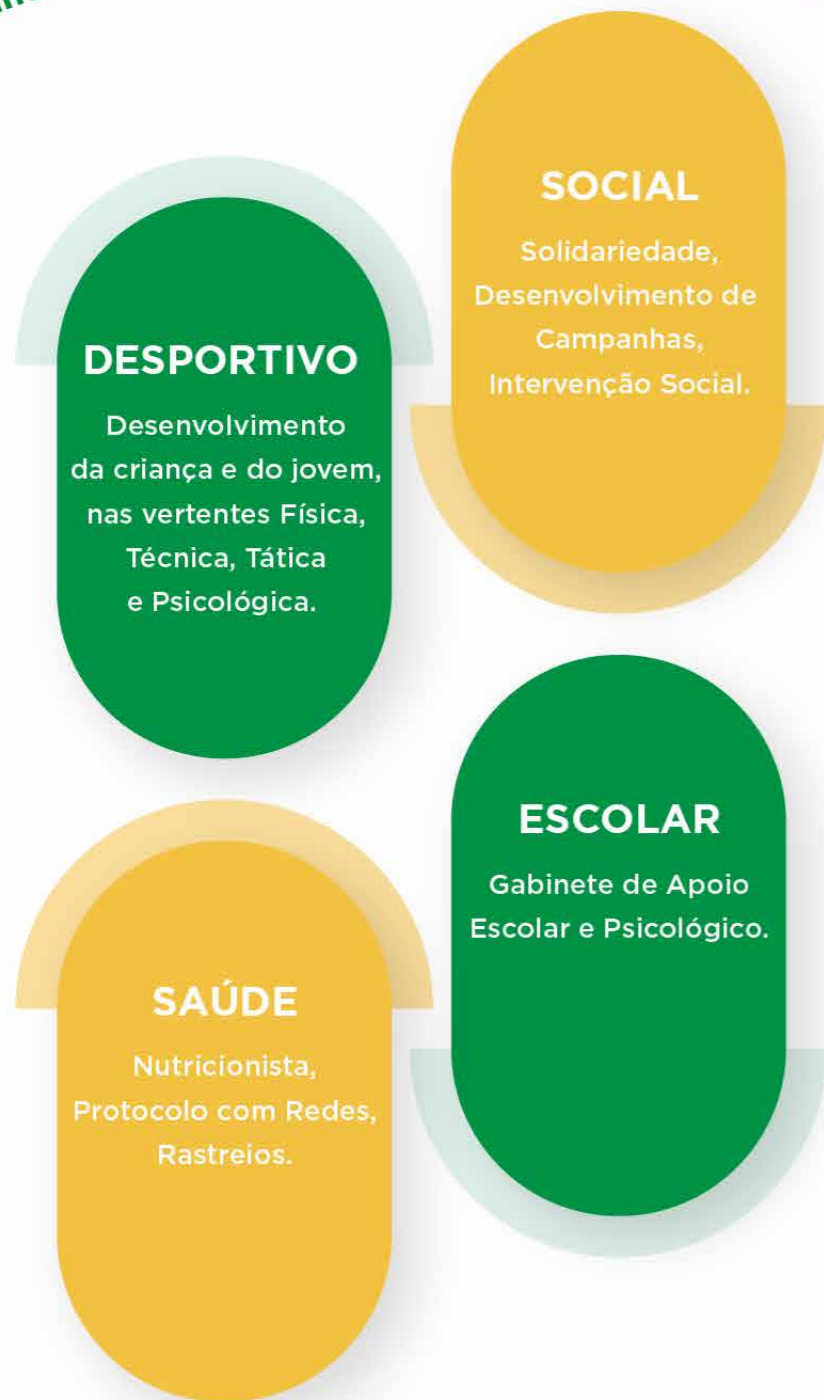 DESPORTIVO
Desenvolvimento
da criança e do jovem,
nas vertentes Física,
Técnica, Tática
e Psicológica.
SOCIAL
Solidariedade,
Desenvolvimento de
Campanhas,
Intervenção Social.
SAÚDE
Nutricionista,
Protocolo com Redes,
Rastreios.
ESCOLAR
Gabinete de Apoio
Escolar e Psicológico.